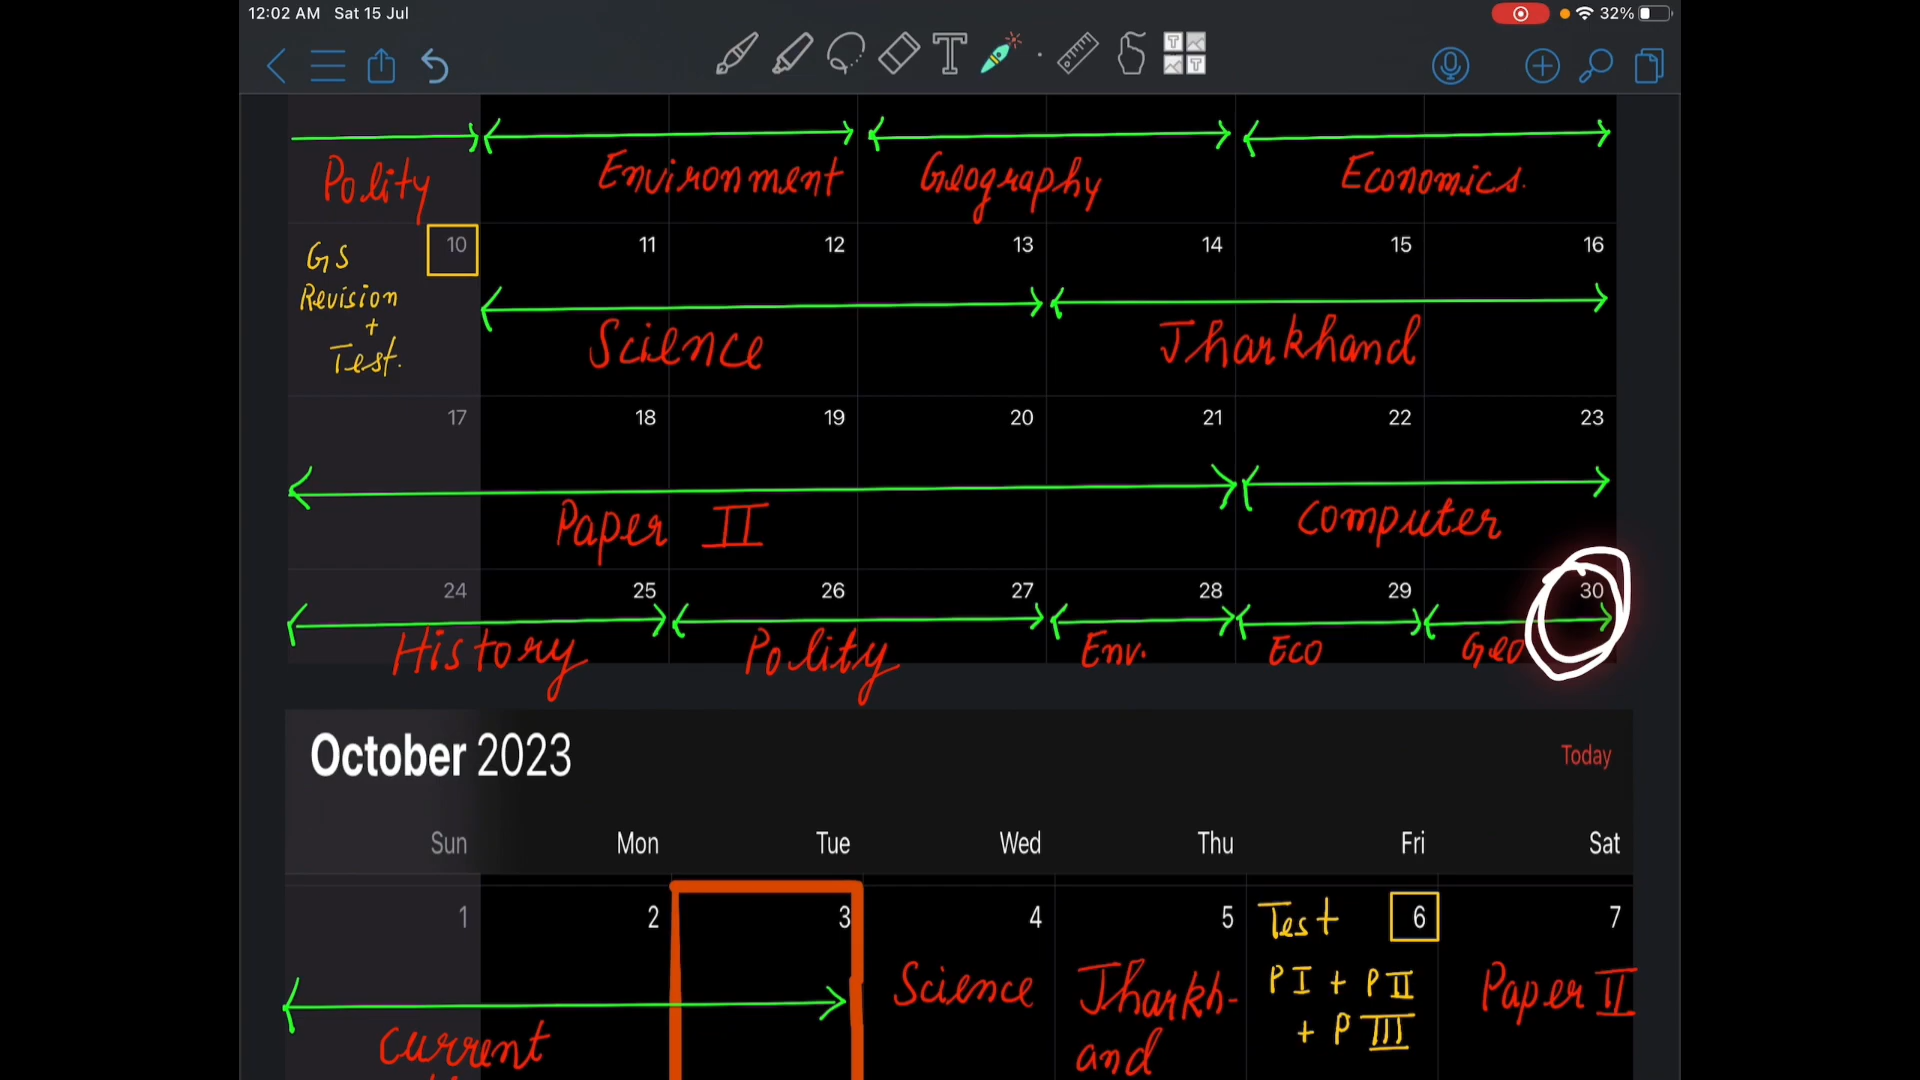 12:02 AM Sat 15 Jul 32%
Polity Environment Geography Economics.
10 11 12 13 14 15 16
GS
Revision
+
Test.
Science Jharkhand
17 18 19 20 21 22 23
Paper II Computer
24 25 26 27 28 29 30
History Polity Env. Eco Geo
October 2023 Today
Sun Mon Tue Wed Thu Fri Sat
1 2 3 4 5 6 7
Test
PI + PII
+ PIII
Current
Science
Jharkh-
and
Paper II